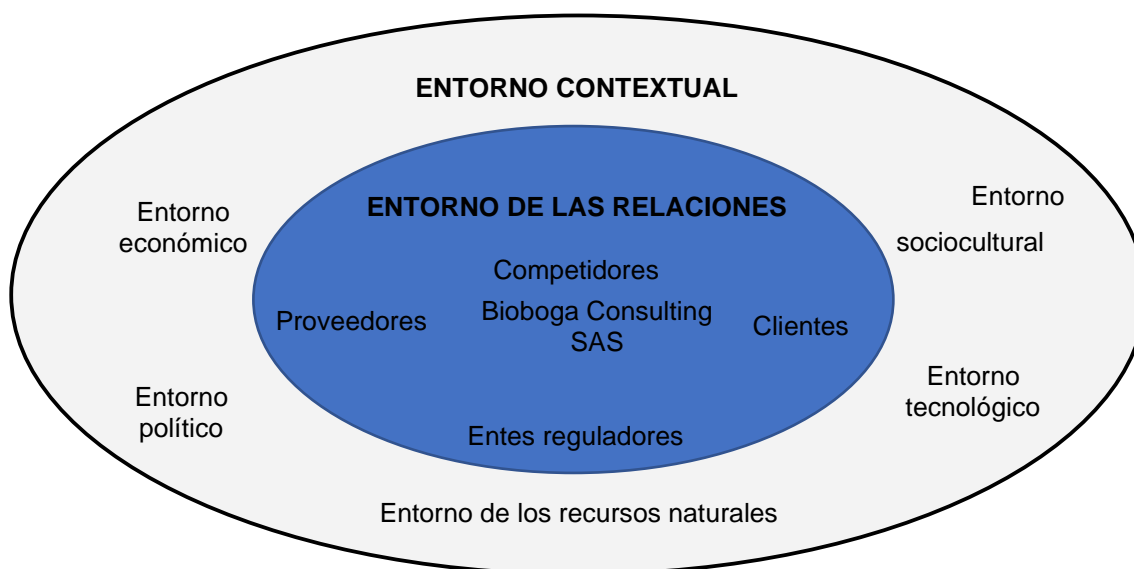 ENTORNO CONTEXTUAL
Entorno
económico
ENTORNO DE LAS RELACIONES
Entorno
sociocultural
Competidores
Proveedores
Bioboga Consulting
SAS
Clientes
Entorno
político
Entorno
tecnológico
Entes reguladores
Entorno de los recursos naturales